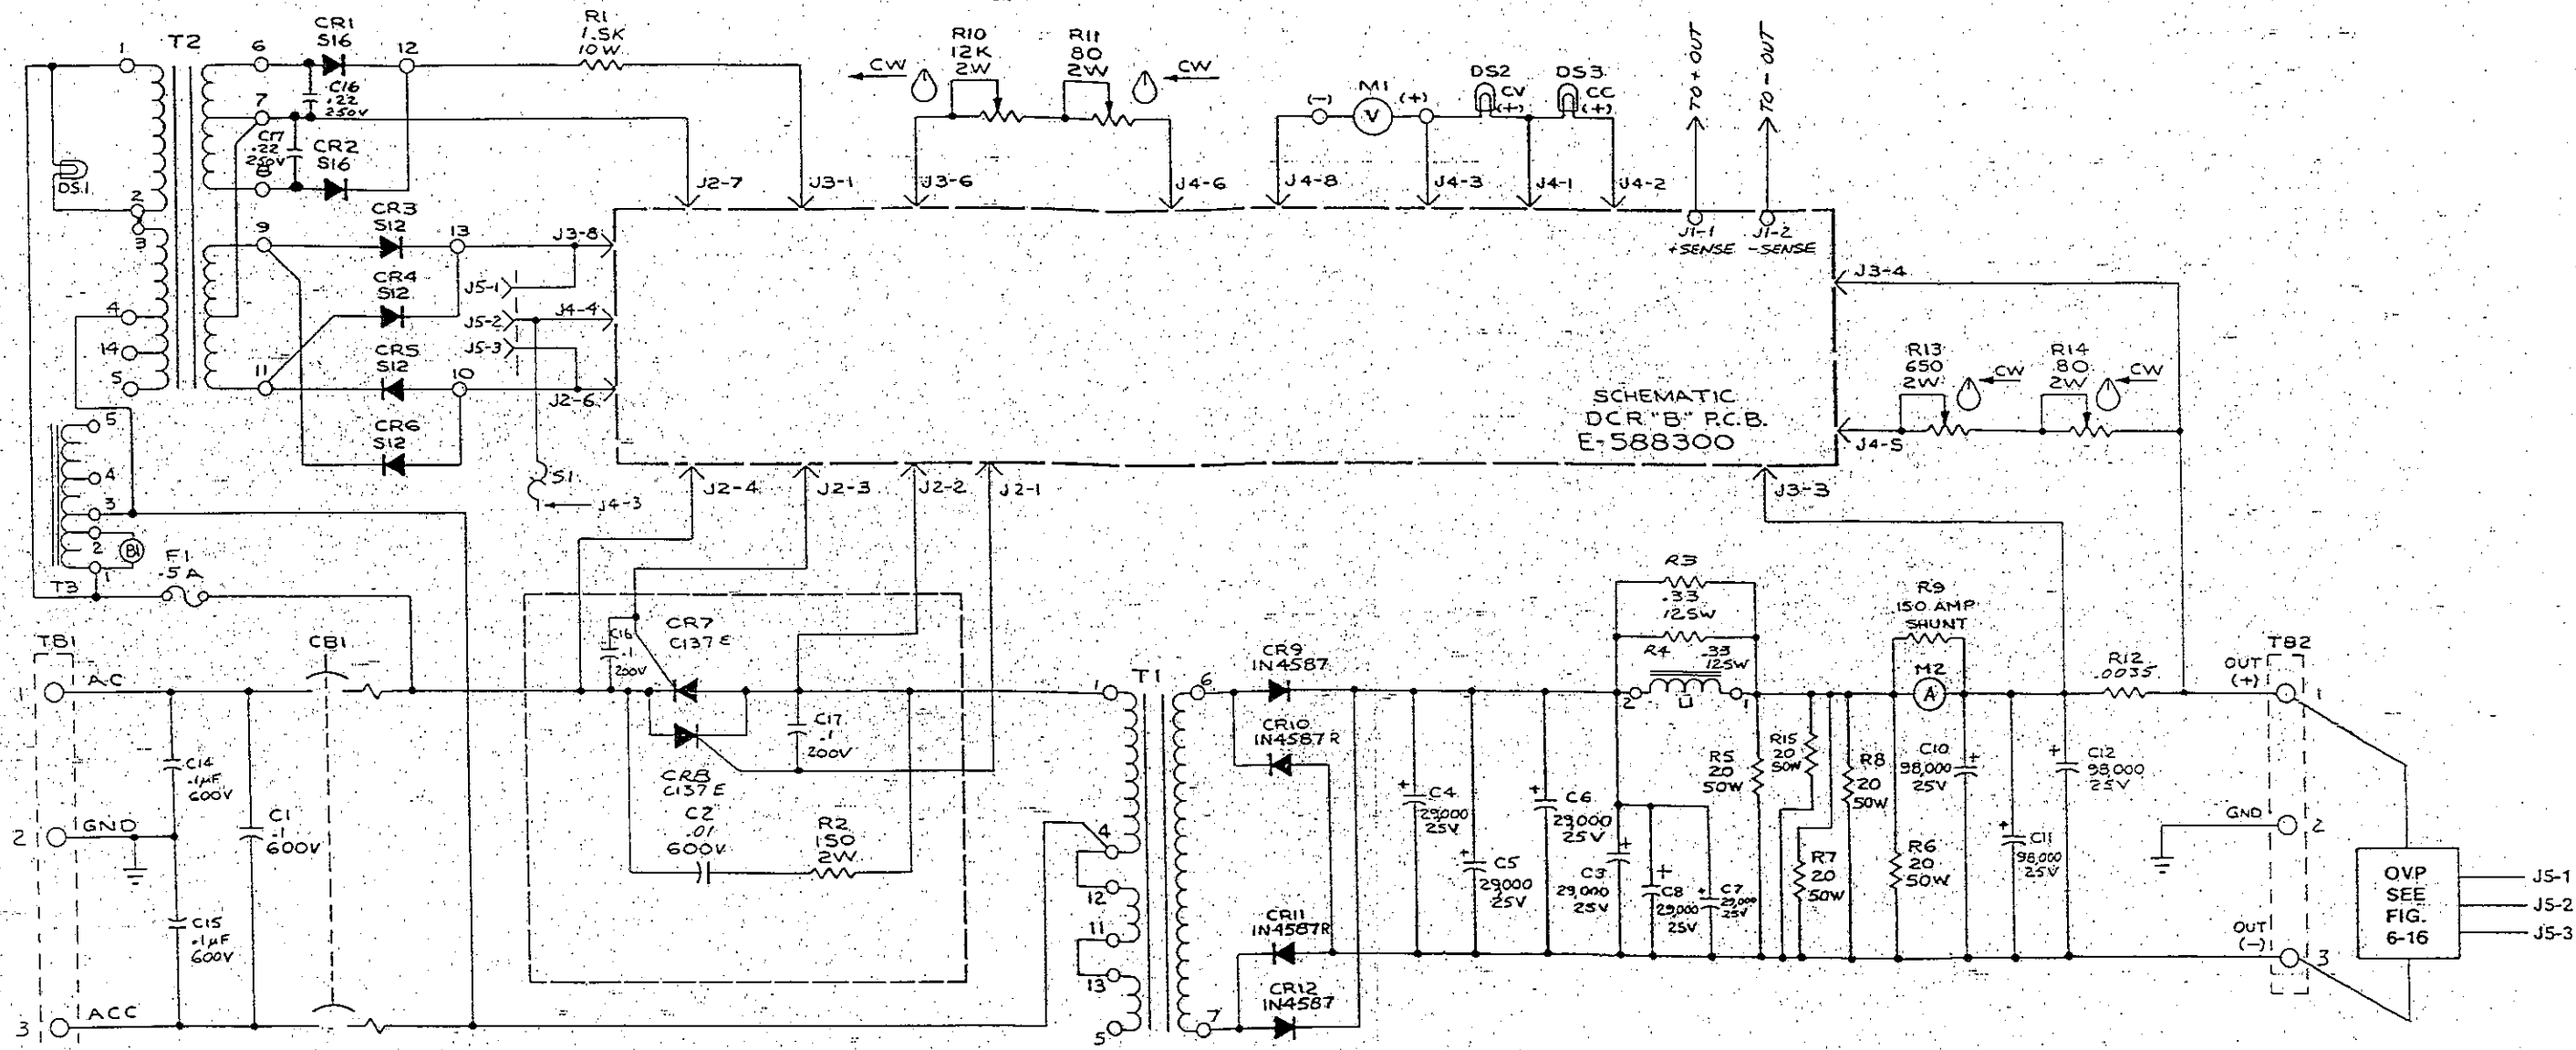 T2
1
6
CR1
S16
12
R1
1.5K
10W
C16
.22
250V
7
C17
.22
250V
CR2
S16
8
DS1
2
3
9
CR3
S12
13
CR4
S12
4
14
5
CR5
S12
11
10
CR6
S12
J3-8
J5-1
J5-2
J4-4
J5-3
J2-6
S1
J4-3
J2-7
J3-1
CW
R10
12K
2W
R11
80
2W
CW
J3-6
J4-6
(-)
M1
V
(+)
DS2
CV
(+)
DS3
CC
(+)
J4-8
J4-3
J4-1
J4-2
TO + OUT
TO - OUT
J1-1
+SENSE
J1-2
-SENSE
J3-4
SCHEMATIC
DCR "B" P.C.B.
E-588300
R13
650
2W
CW
R14
80
2W
CW
J4-5
J3-3
J2-4
J2-3
J2-2
J2-1
5
4
3
2
B1
1
T3
F1
.5 A
TB1
CB1
1
AC
C14
.1µF
600V
2
GND
C1
.1
600V
C15
.1µF
600V
3
ACC
C16
.1
200V
CR7
C137E
CR8
C137E
C17
.1
200V
C2
.01
600V
R2
150
2W
T1
1
6
4
12
11
13
5
7
CR9
1N4587
CR10
1N4587R
CR11
1N4587R
CR12
1N4587
C4
29,000
25V
C5
29,000
25V
C6
29,000
25V
C3
29,000
25V
C8
29,000
25V
C7
29,000
25V
R3
.33
125W
R4
.33
125W
2
L1
1
R5
20
50W
R15
20
50W
R7
20
50W
R8
20
50W
R6
20
50W
R9
150 AMP
SHUNT
M2
A
C10
98,000
25V
C11
98,000
25V
C12
98,000
25V
R12
.0035
TB2
OUT
(+)
1
GND
2
OUT
(-)
3
OVP
SEE
FIG.
6-16
J5-1
J5-2
J5-3